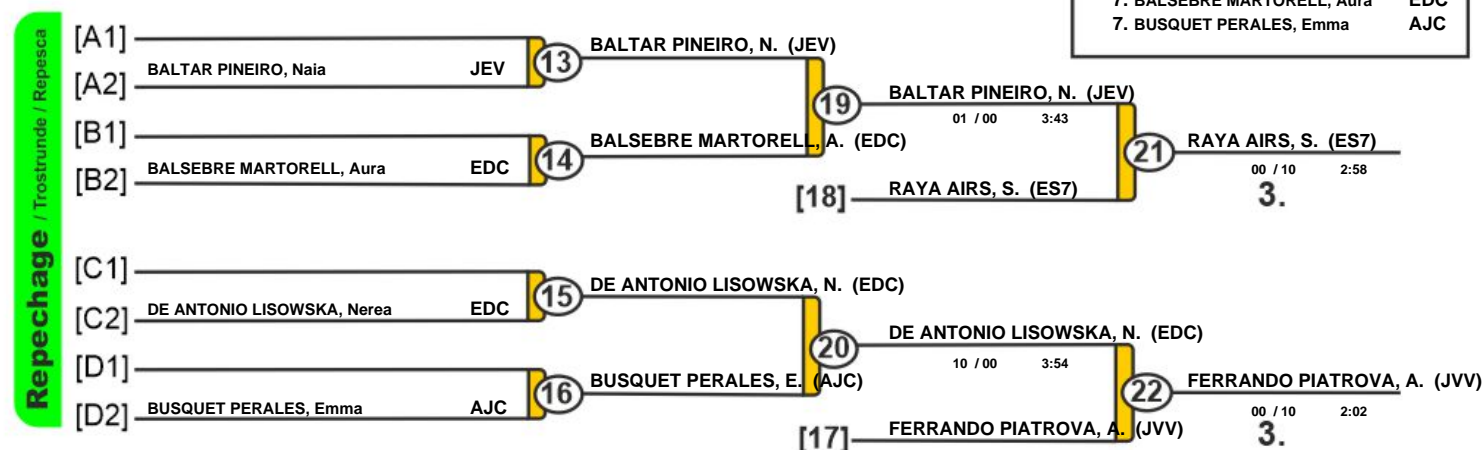 7. BALSEBRE MARTORELL, Aura EDC
7. BUSQUET PERALES, Emma AJC
Repechage / Trostrunde / Repesca
[A1]
BALTAR PINEIRO, Naia JEV
[A2]
13
BALTAR PINEIRO, N. (JEV)
[B1]
BALSEBRE MARTORELL, Aura EDC
[B2]
14
BALSEBRE MARTORELL, A. (EDC)
19
BALTAR PINEIRO, N. (JEV)
01 / 00 3:43
[18]
RAYA AIRS, S. (ES7)
21
RAYA AIRS, S. (ES7)
00 / 10 2:58
3.
[C1]
DE ANTONIO LISOWSKA, Nerea EDC
[C2]
15
DE ANTONIO LISOWSKA, N. (EDC)
[D1]
BUSQUET PERALES, Emma AJC
[D2]
16
BUSQUET PERALES, E. (AJC)
20
DE ANTONIO LISOWSKA, N. (EDC)
10 / 00 3:54
[17]
FERRANDO PIATROVA, A. (JVV)
22
FERRANDO PIATROVA, A. (JVV)
00 / 10 2:02
3.